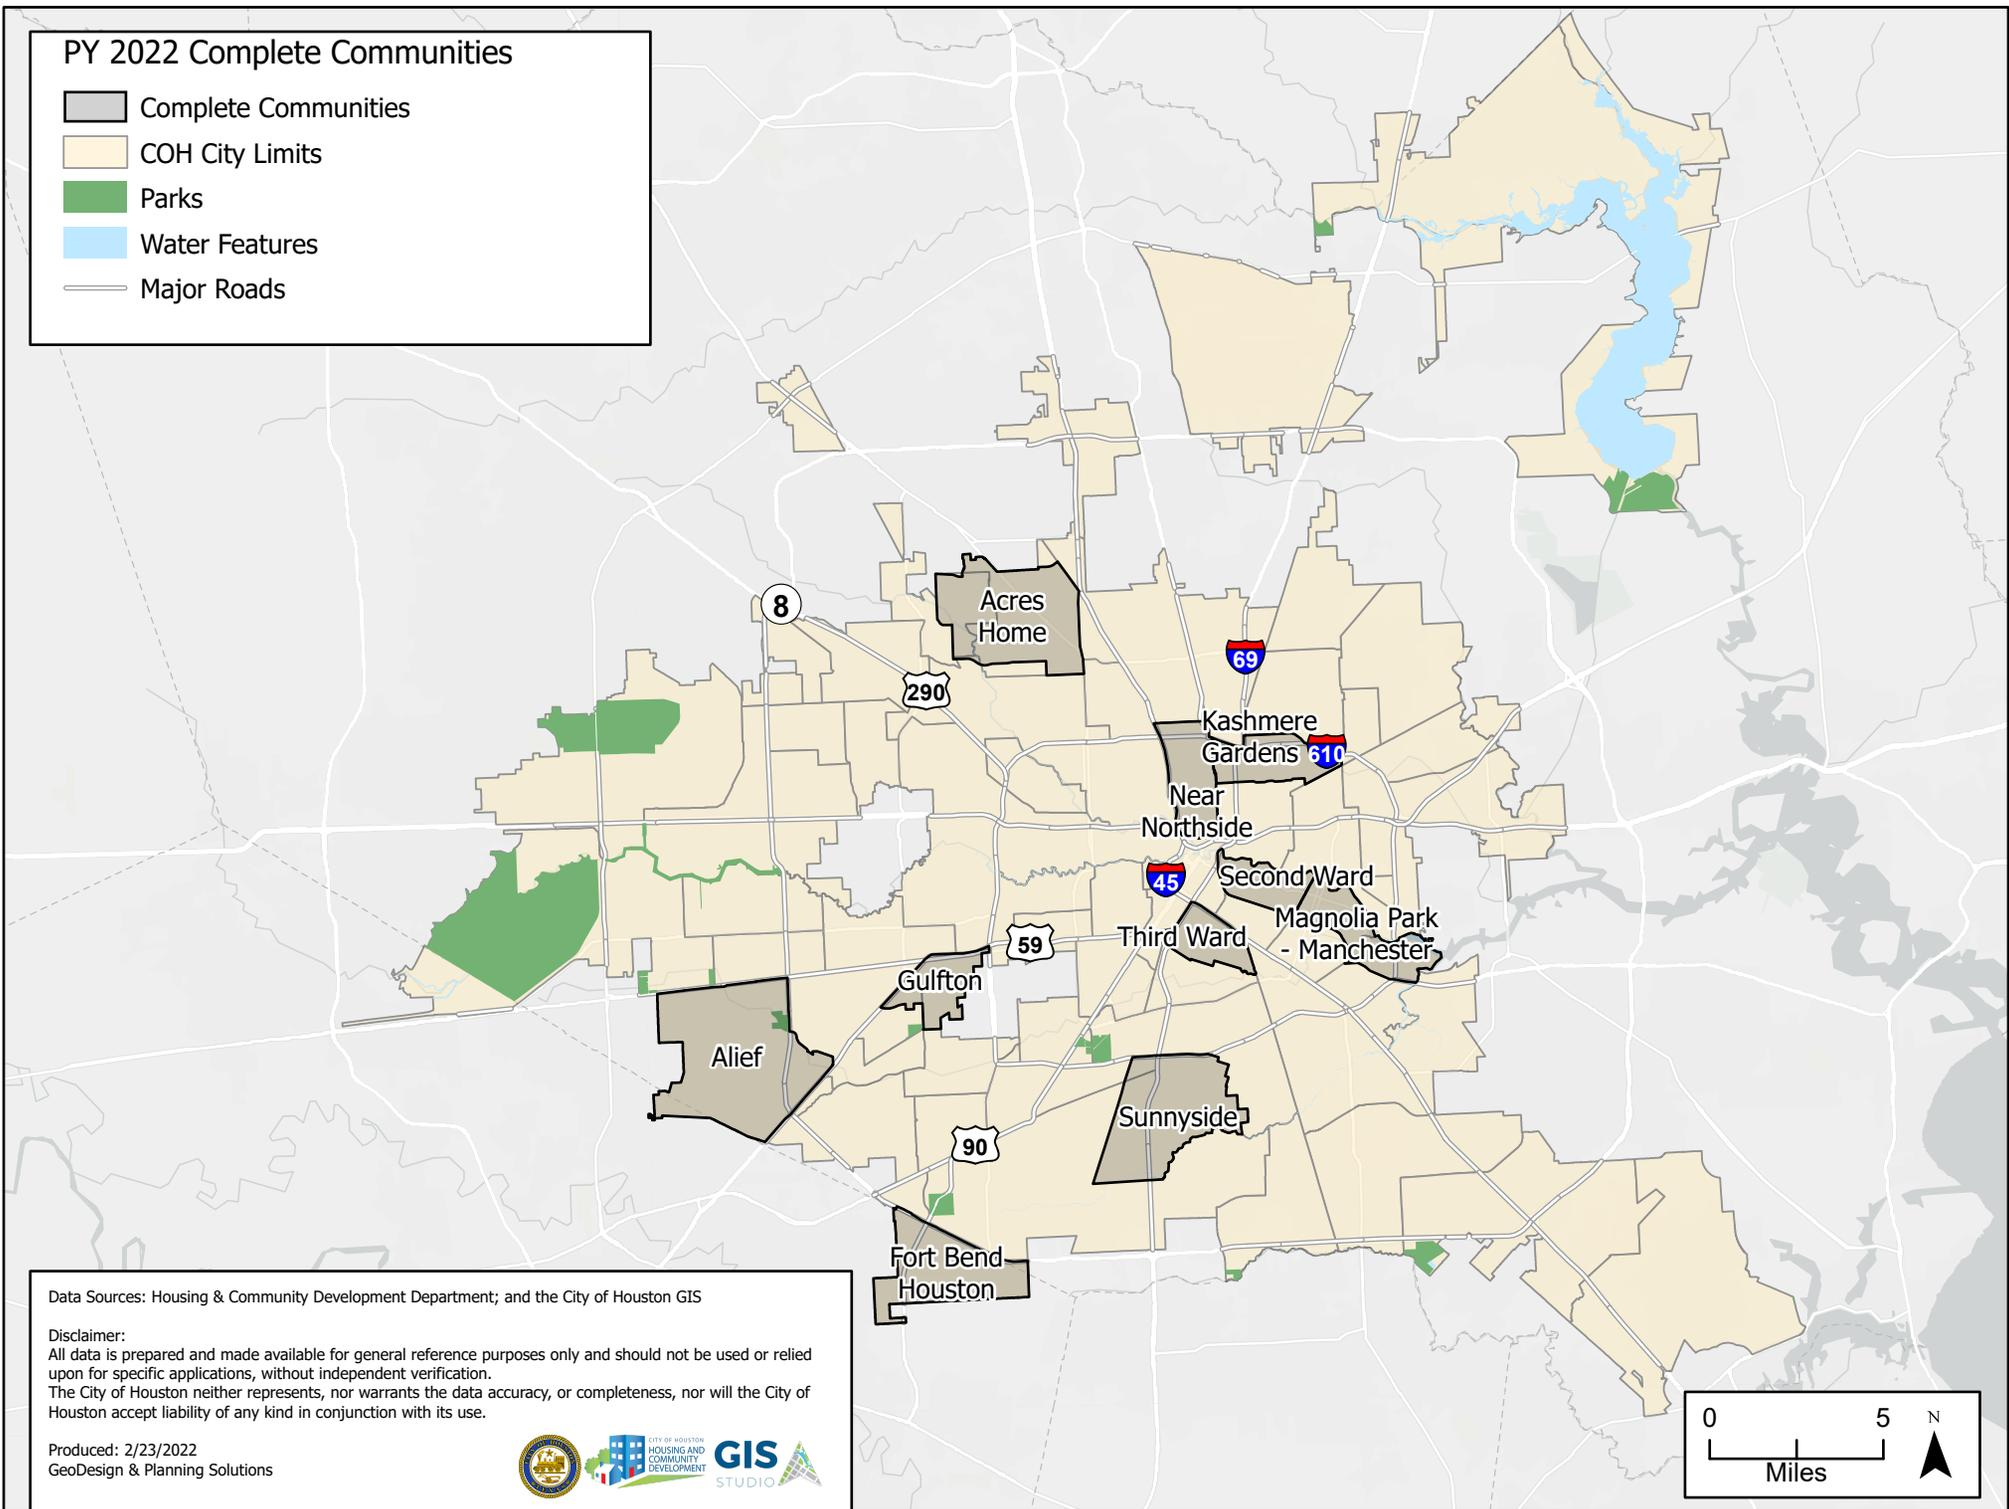 PY 2022 Complete Communities
Complete Communities
COH City Limits
Parks
Water Features
Major Roads
Acres
Home
8
69
290
Kashmere
Gardens
610
Near
Northside
45
Second Ward
Magnolia Park
- Manchester
Third Ward
59
Gulfton
Alief
Sunnyside
90
Fort Bend
Houston
Data Sources: Housing & Community Development Department; and the City of Houston GIS
Disclaimer:
All data is prepared and made available for general reference purposes only and should not be used or relied
upon for specific applications, without independent verification.
The City of Houston neither represents, nor warrants the data accuracy, or completeness, nor will the City of
Houston accept liability of any kind in conjunction with its use.
Produced: 2/23/2022
GeoDesign & Planning Solutions
CITY OF HOUSTON
HOUSING AND
COMMUNITY
DEVELOPMENT
GIS
STUDIO
0 5
Miles
N